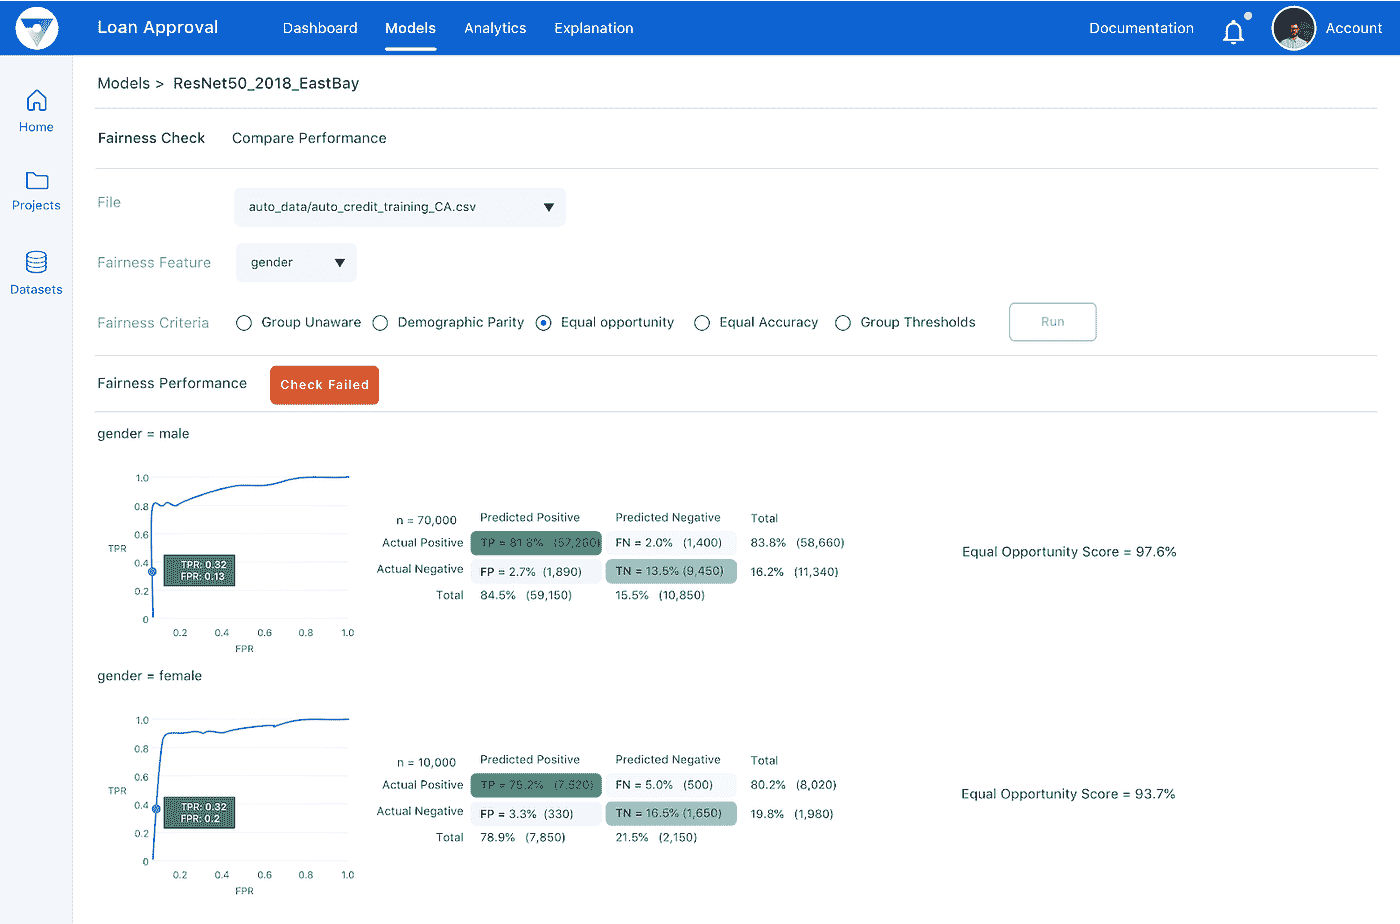 Loan Approval Dashboard Models Analytics Explanation Documentation Account
Models > ResNet50_2018_EastBay
Home
Fairness Check Compare Performance
Projects
File auto_data/auto_credit_training_CA.csv
Fairness Feature gender
Datasets
Fairness Criteria Group Unaware Demographic Parity Equal opportunity Equal Accuracy Group Thresholds Run
Fairness Performance Check Failed
gender = male
1.0
0.8
0.6
TPR
0.4
0.2
0
TPR: 0.32
FPR: 0.13
0.2 0.4 0.6 0.8 1.0
FPR
n = 70,000 Predicted Positive Predicted Negative Total
Actual Positive TP = 81.8% (57,260) FN = 2.0% (1,400) 83.8% (58,660)
Actual Negative FP = 2.7% (1,890) TN = 13.5% (9,450) 16.2% (11,340)
Total 84.5% (59,150) 15.5% (10,850)
Equal Opportunity Score = 97.6%
gender = female
1.0
0.8
0.6
TPR
0.4
0.2
0
TPR: 0.32
FPR: 0.2
0.2 0.4 0.6 0.8 1.0
FPR
n = 10,000 Predicted Positive Predicted Negative Total
Actual Positive TP = 75.2% (7,520) FN = 5.0% (500) 80.2% (8,020)
Actual Negative FP = 3.3% (330) TN = 16.5% (1,650) 19.8% (1,980)
Total 78.9% (7,850) 21.5% (2,150)
Equal Opportunity Score = 93.7%